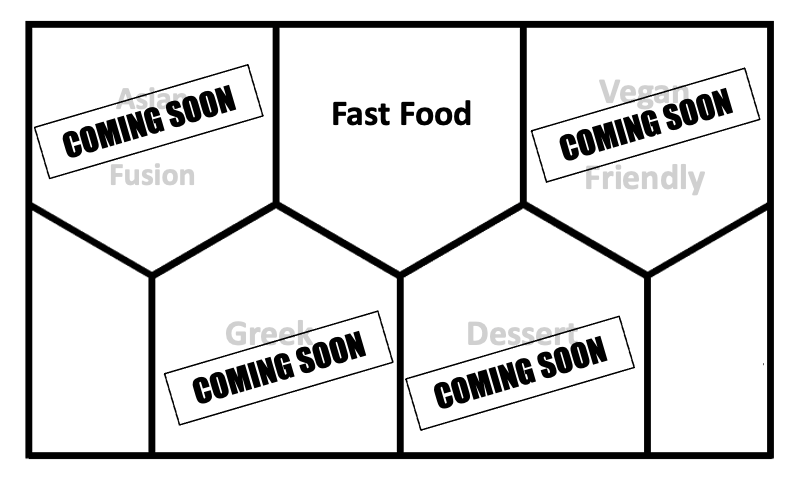 Asian
COMING SOON
Fusion
Fast Food
Vegan
COMING SOON
Friendly
Greek
COMING SOON
Dessert
COMING SOON